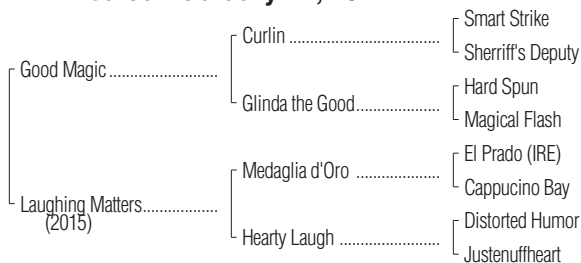 Smart Strike
Curlin
Sherriff's Deputy
Good Magic
Hard Spun
Glinda the Good
Magical Flash
El Prado (IRE)
Medaglia d'Oro
Cappucino Bay
Laughing Matters
(2015)
Distorted Humor
Hearty Laugh
Justenuffheart